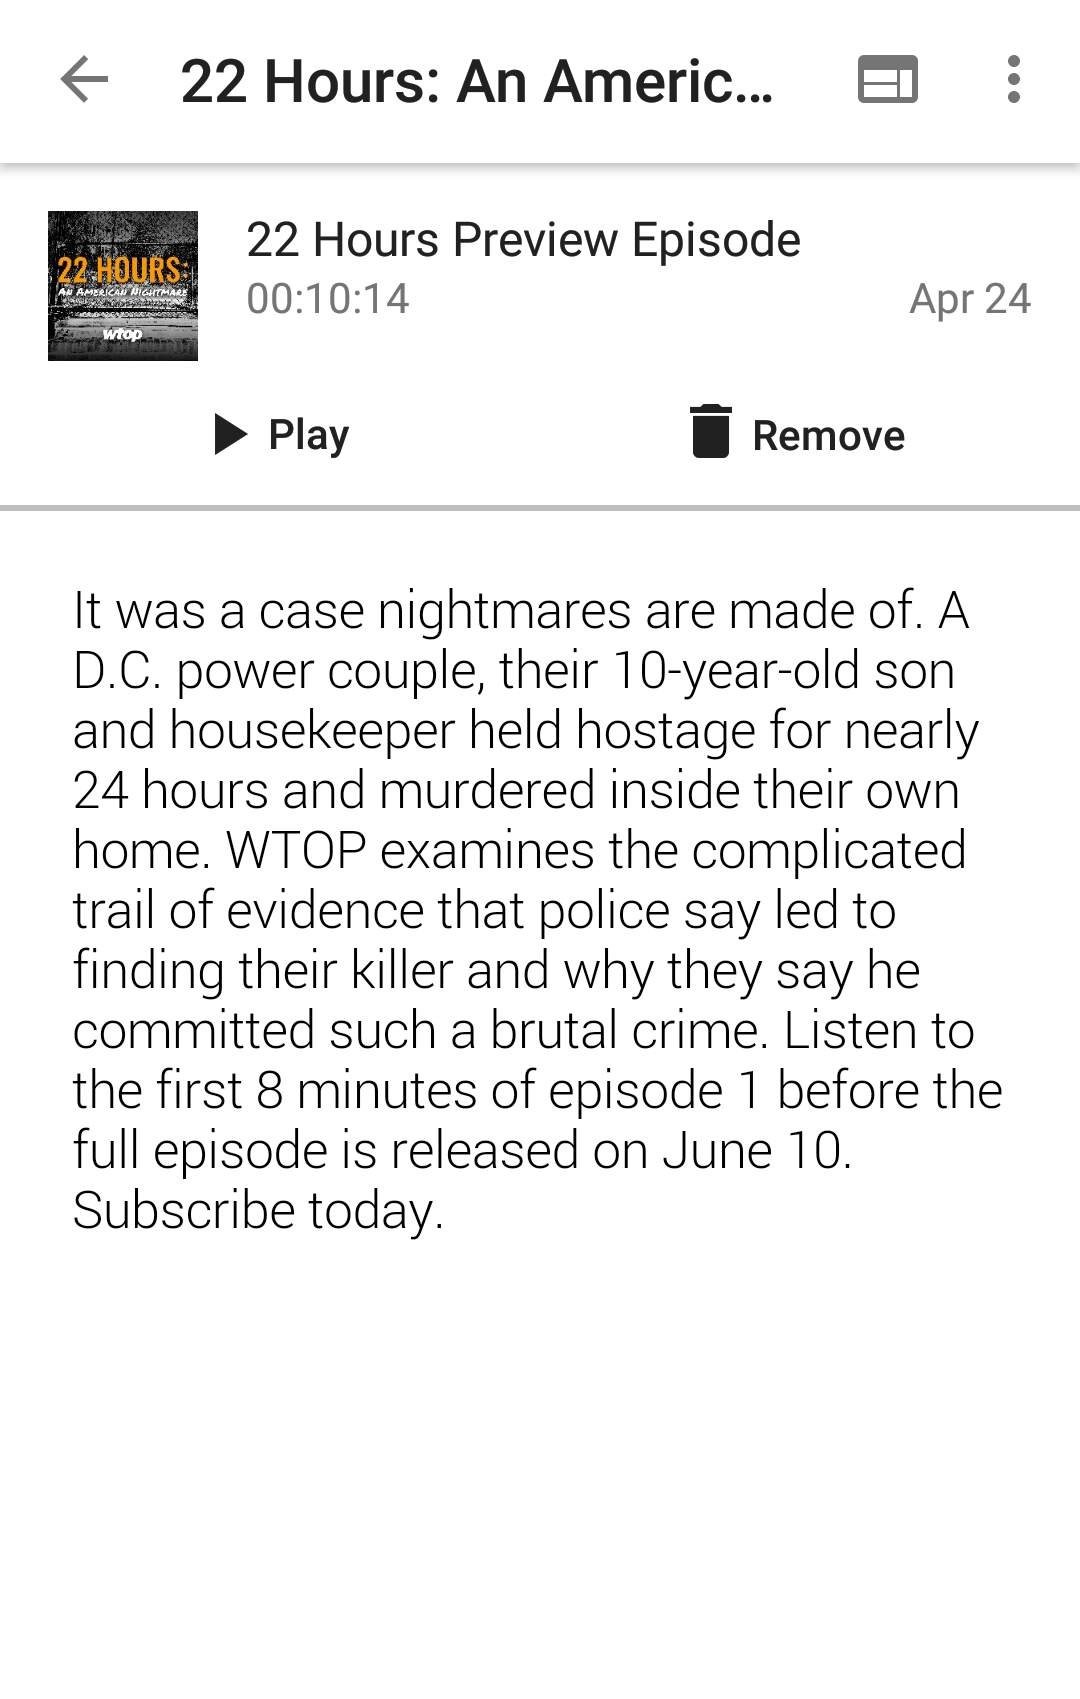 22 Hours: An Americ...
22 HOURS:
AN AMERICAN NIGHTMARE
wtop
22 Hours Preview Episode
00:10:14
Apr 24
Play
Remove
It was a case nightmares are made of. A
D.C. power couple, their 10-year-old son
and housekeeper held hostage for nearly
24 hours and murdered inside their own
home. WTOP examines the complicated
trail of evidence that police say led to
finding their killer and why they say he
committed such a brutal crime. Listen to
the first 8 minutes of episode 1 before the
full episode is released on June 10.
Subscribe today.